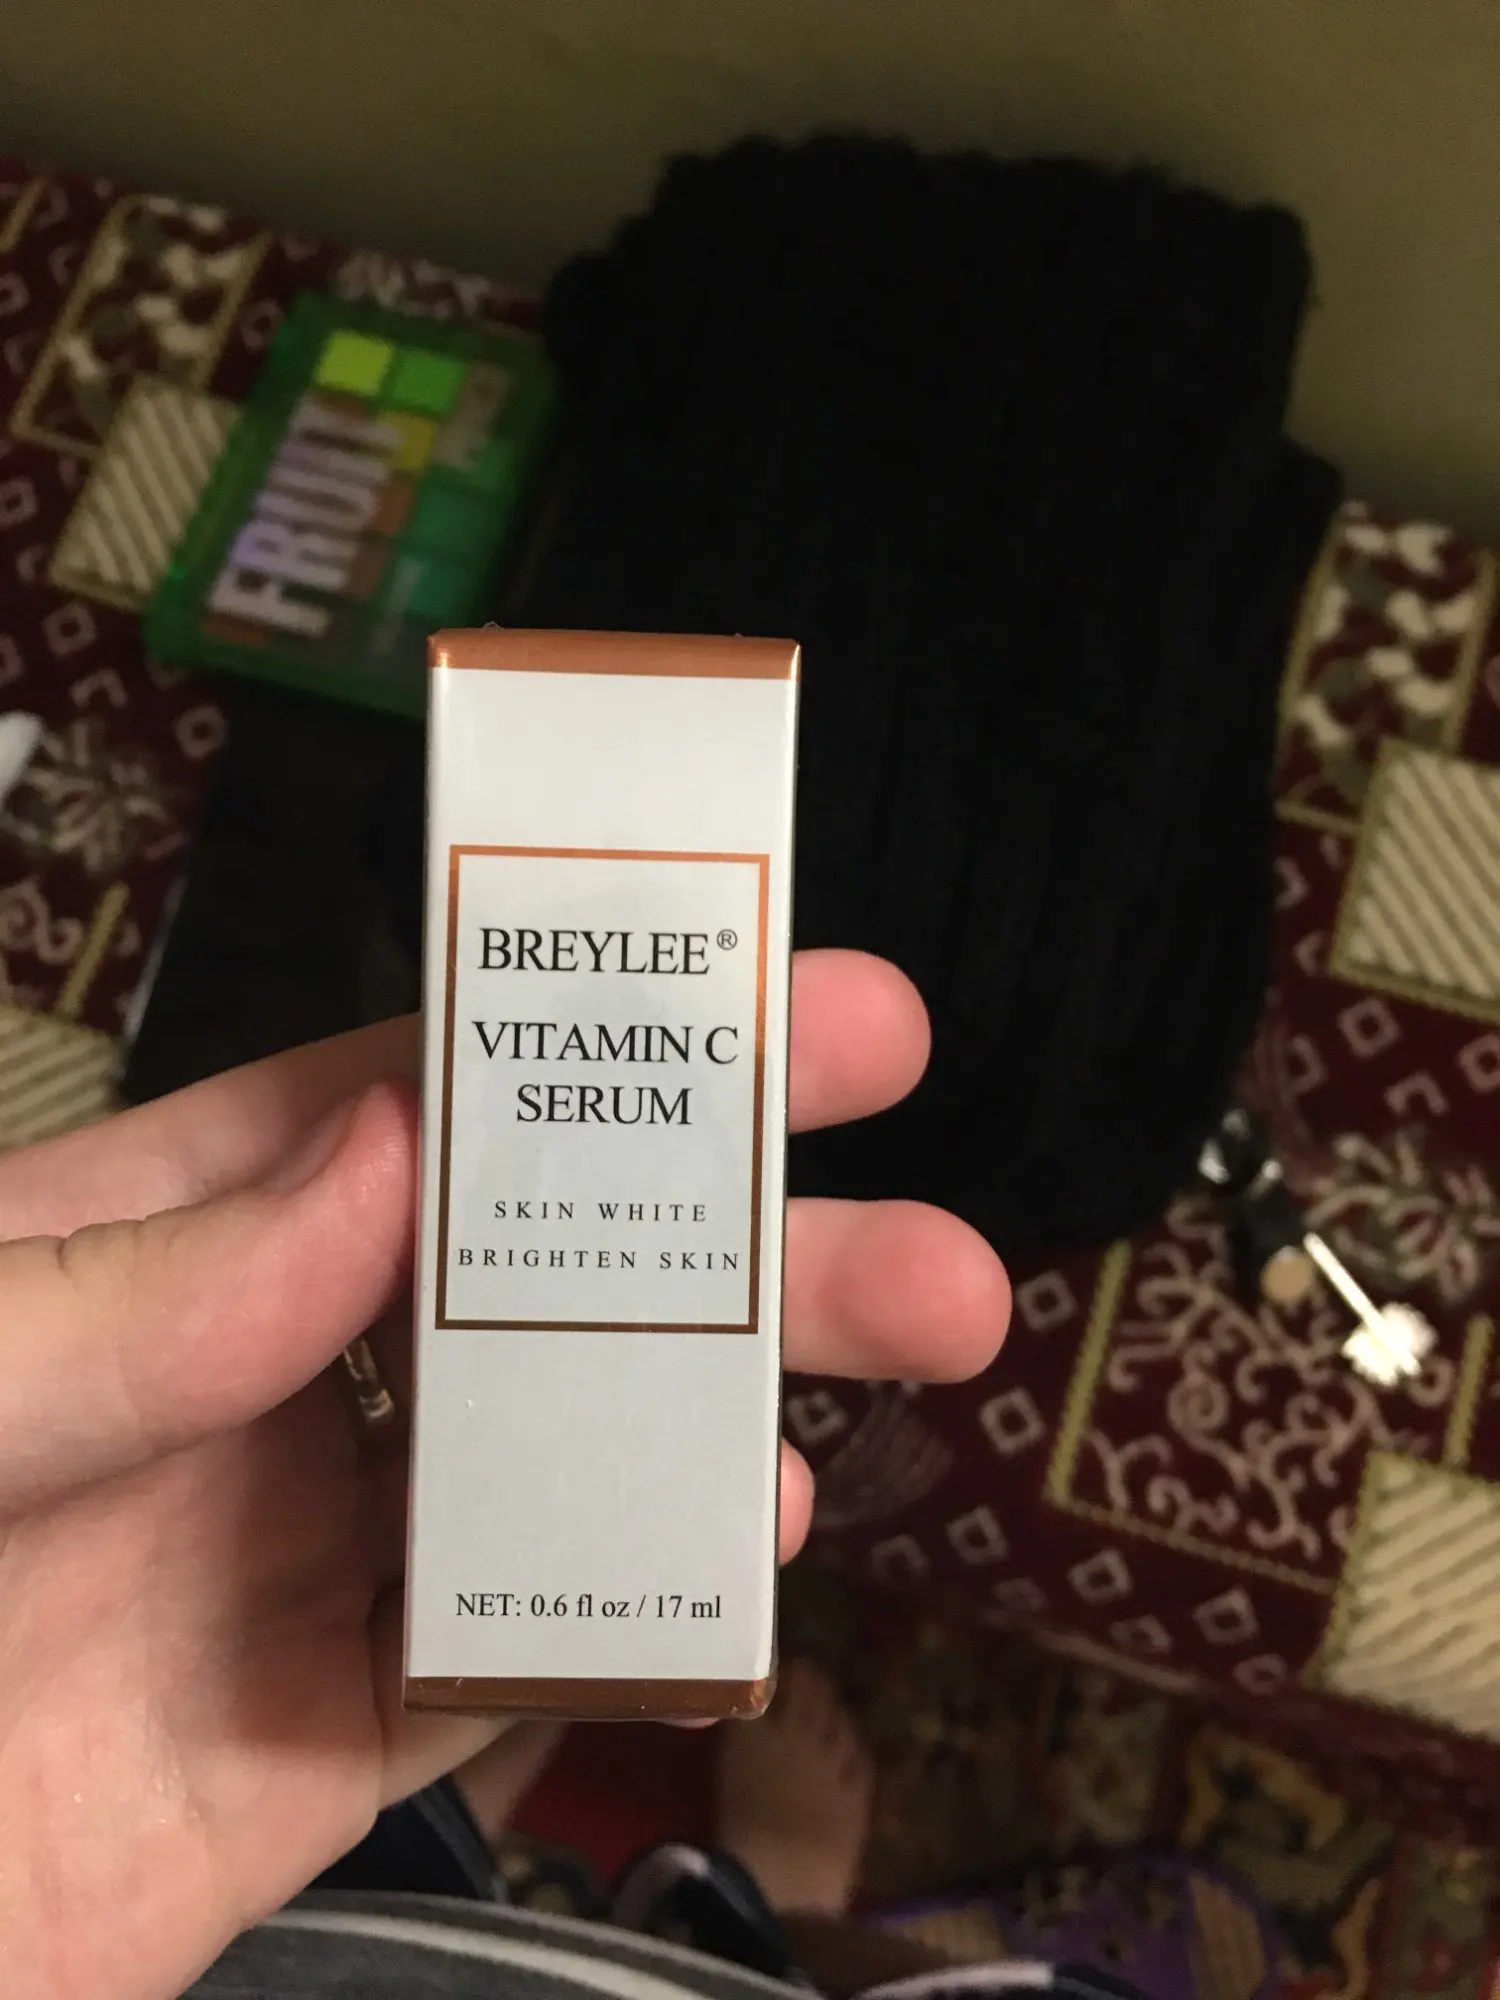 FRUIT
BREYLEE®
VITAMIN C
SERUM
SKIN WHITE
BRIGHTEN SKIN
NET: 0.6 fl oz / 17 ml